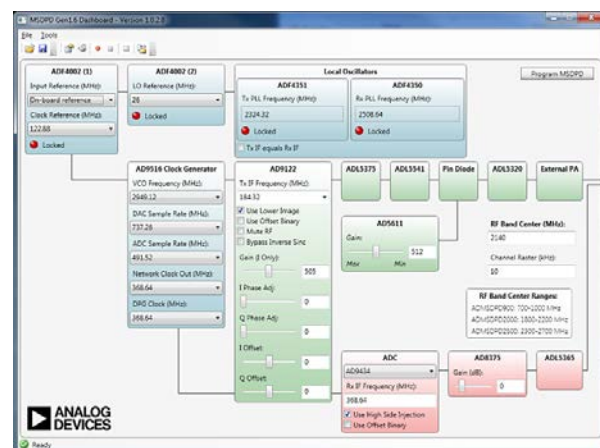 MSDPD Gen1.6 Dashboard - Version 1.0.2.8
File Tools
Program MSDPD
ADF4002 (1)
Input Reference (MHz):
On-board reference
Clock Reference (MHz):
122.88
Locked
ADF4002 (2)
LO Reference (MHz):
26
Locked
Local Oscillators
ADF4351
Tx PLL Frequency (MHz):
2324.32
Locked
Tx IF equals Rx IF
ADF4350
Rx PLL Frequency (MHz):
2508.64
Locked
AD9516 Clock Generator
VCO Frequency (MHz):
2949.12
DAC Sample Rate (MHz):
737.28
ADC Sample Rate (MHz):
491.52
Network Clock Out (MHz):
368.64
DPG Clock (MHz):
368.64
AD9122
Tx IF Frequency (MHz):
184.32
Use Lower Image
Use Offset Binary
Mute RF
Bypass Inverse Sinc
Gain (I Only):
505
I Phase Adj:
0
Q Phase Adj:
0
I Offset:
0
Q Offset:
0
ADL5375
ADL5541
Pin Diode
ADL5320
External PA
AD5611
Gain:
512
Max Min
RF Band Center (MHz):
2140
Channel Raster (kHz):
10
RF Band Center Ranges:
ADMSDPD900: 700-1000 MHz
ADMSDPD2000: 1800-2200 MHz
ADMSDPD2500: 2300-2700 MHz
ADC
AD9434
Rx IF Frequency (MHz):
368.64
Use High Side Injection
Use Offset Binary
AD8375
Gain (dB):
0
ADL5365
ANALOG
DEVICES
Ready